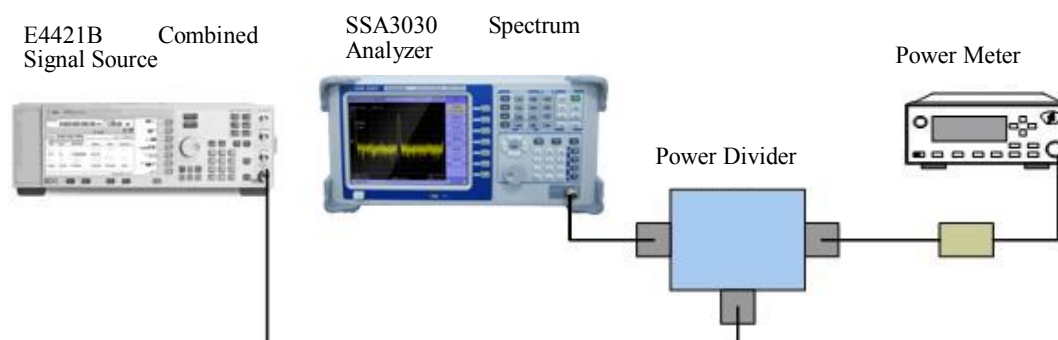 E4421B Combined
Signal Source
SSA3030 Spectrum
Analyzer
Power Meter
Power Divider